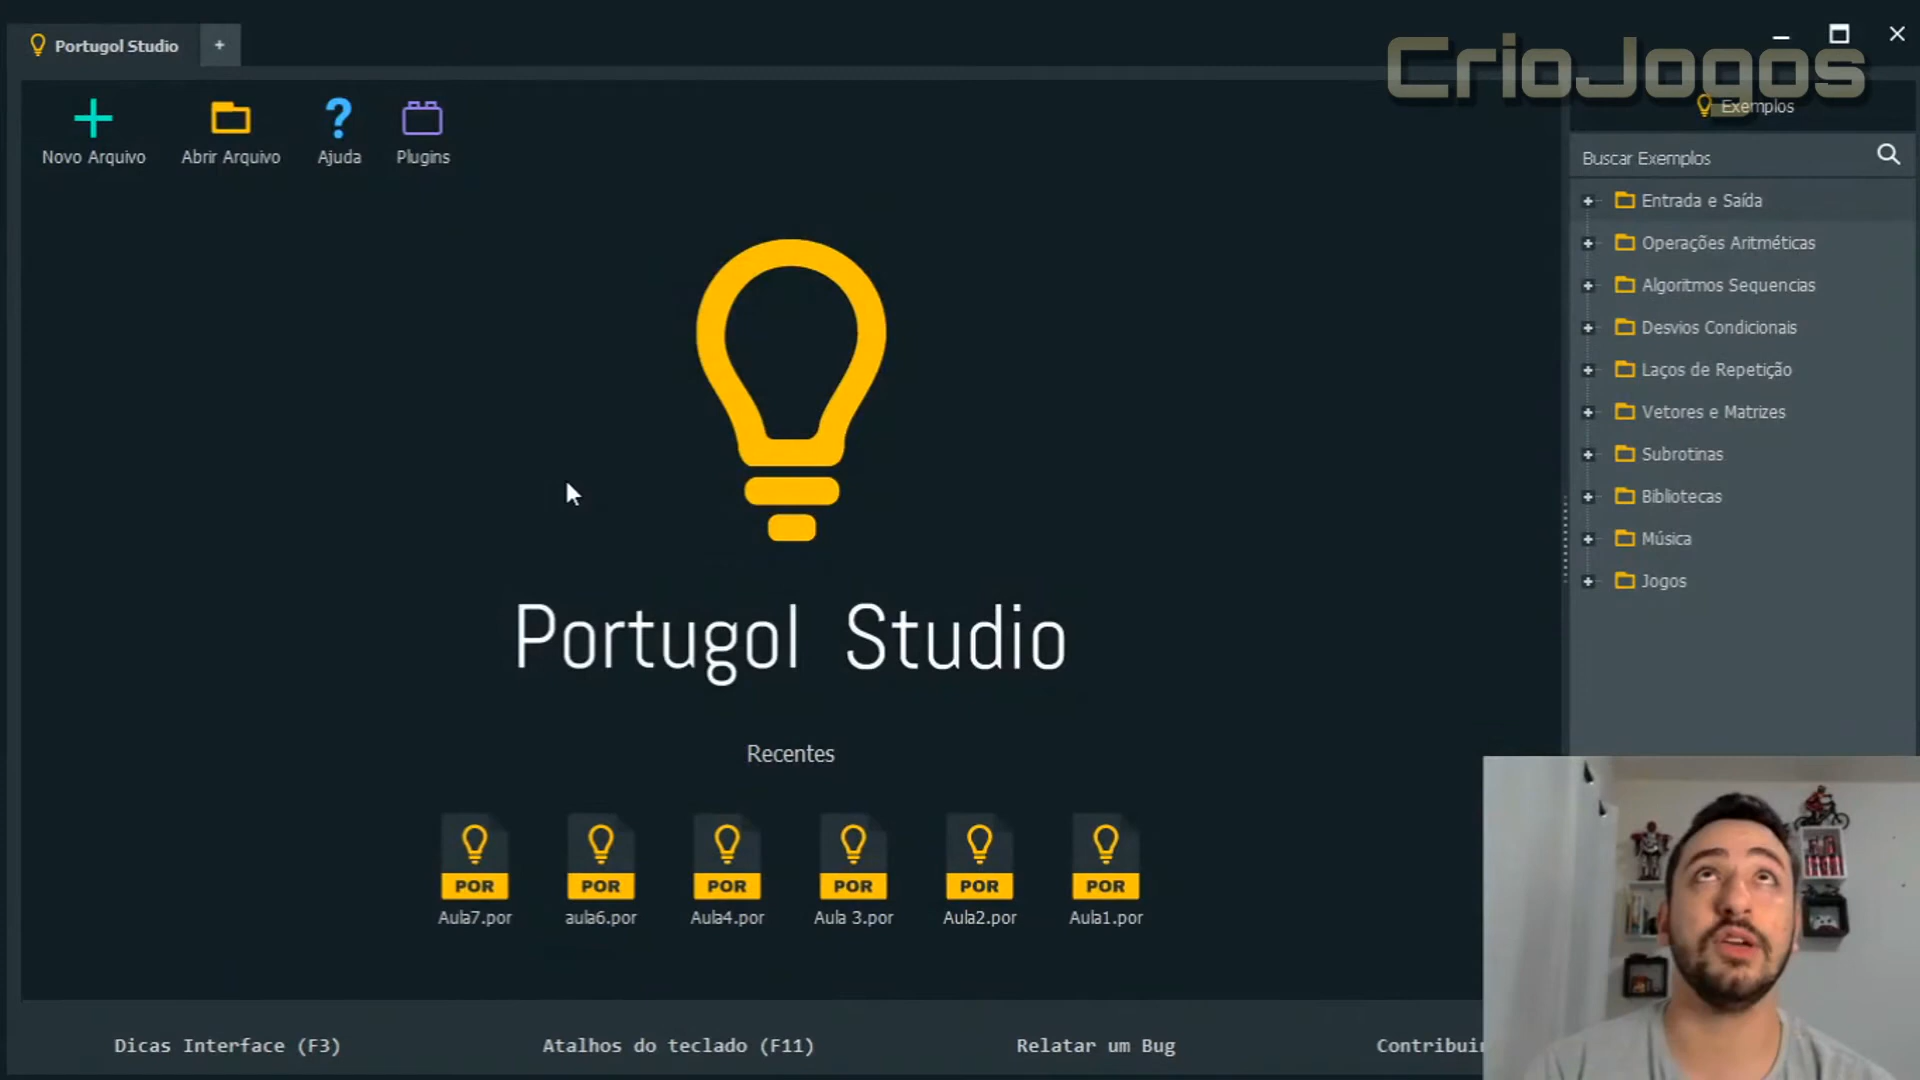 Portugol Studio
+
CrioJogos
Novo Arquivo
Abrir Arquivo
Ajuda
Plugins
Exemplos
Buscar Exemplos
Entrada e Saída
Operações Aritméticas
Algoritmos Sequencias
Desvios Condicionais
Laços de Repetição
Vetores e Matrizes
Subrotinas
Bibliotecas
Música
Jogos
Portugol Studio
Recentes
POR
POR
POR
POR
POR
POR
Aula7.por
aula6.por
Aula4.por
Aula 3.por
Aula2.por
Aula1.por
Dicas Interface (F3)
Atalhos do teclado (F11)
Relatar um Bug
Contribuir